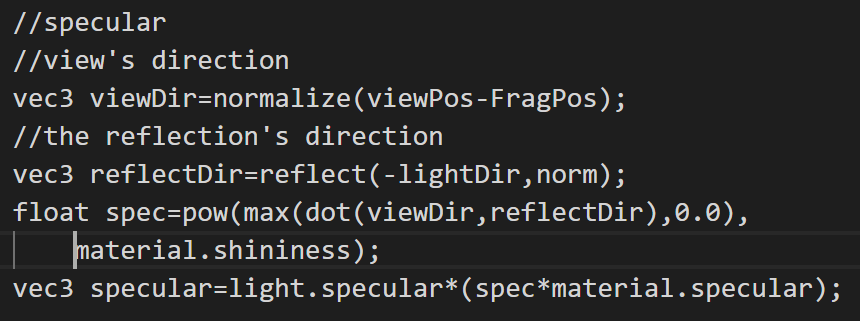 //specular
//view's direction
vec3 viewDir=normalize(viewPos-FragPos);
//the reflection's direction
vec3 reflectDir=reflect(-lightDir,norm);
float spec=pow(max(dot(viewDir,reflectDir),0.0),
    material.shininess);
vec3 specular=light.specular*(spec*material.specular);